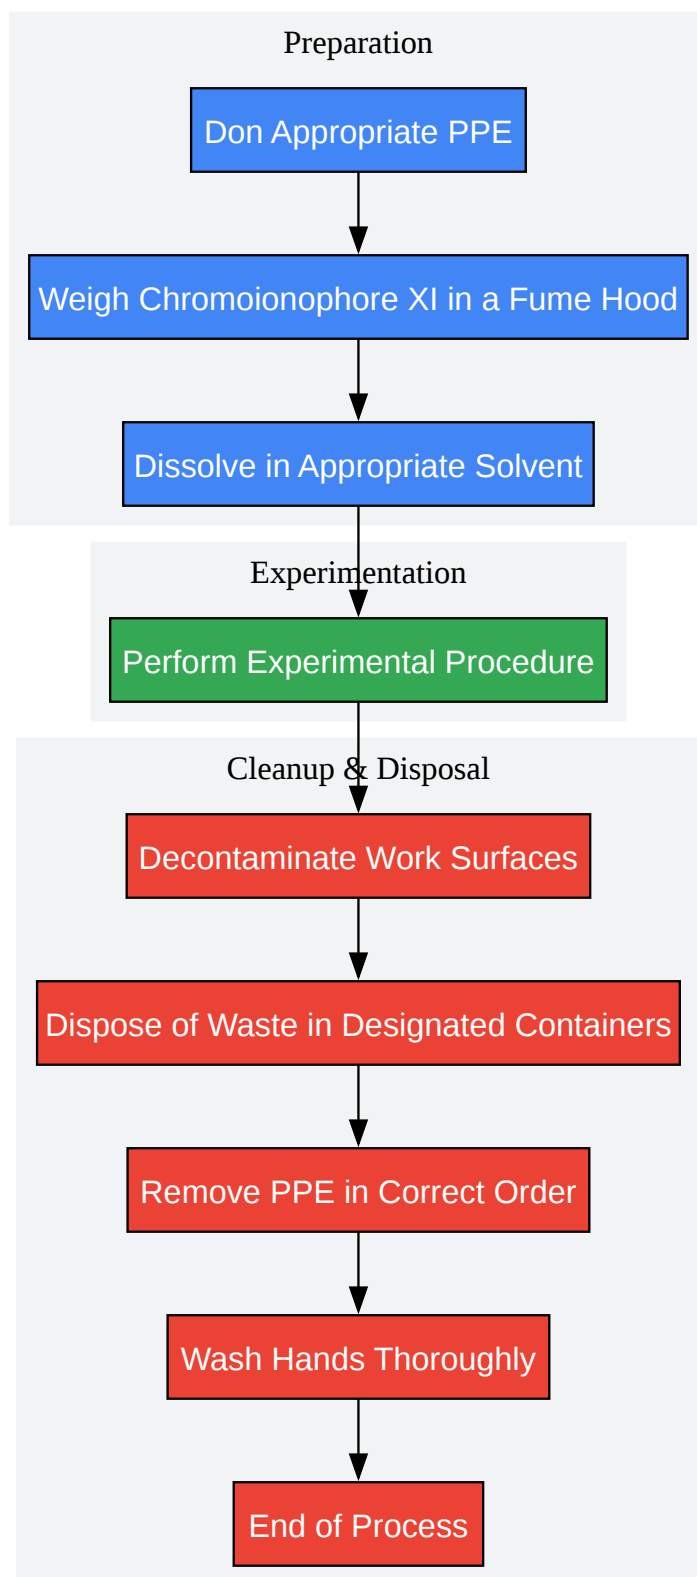 Preparation
Don Appropriate PPE
Weigh Chromoionophore XI in a Fume Hood
Dissolve in Appropriate Solvent
Experimentation
Perform Experimental Procedure
Cleanup & Disposal
Decontaminate Work Surfaces
Dispose of Waste in Designated Containers
Remove PPE in Correct Order
Wash Hands Thoroughly
End of Process